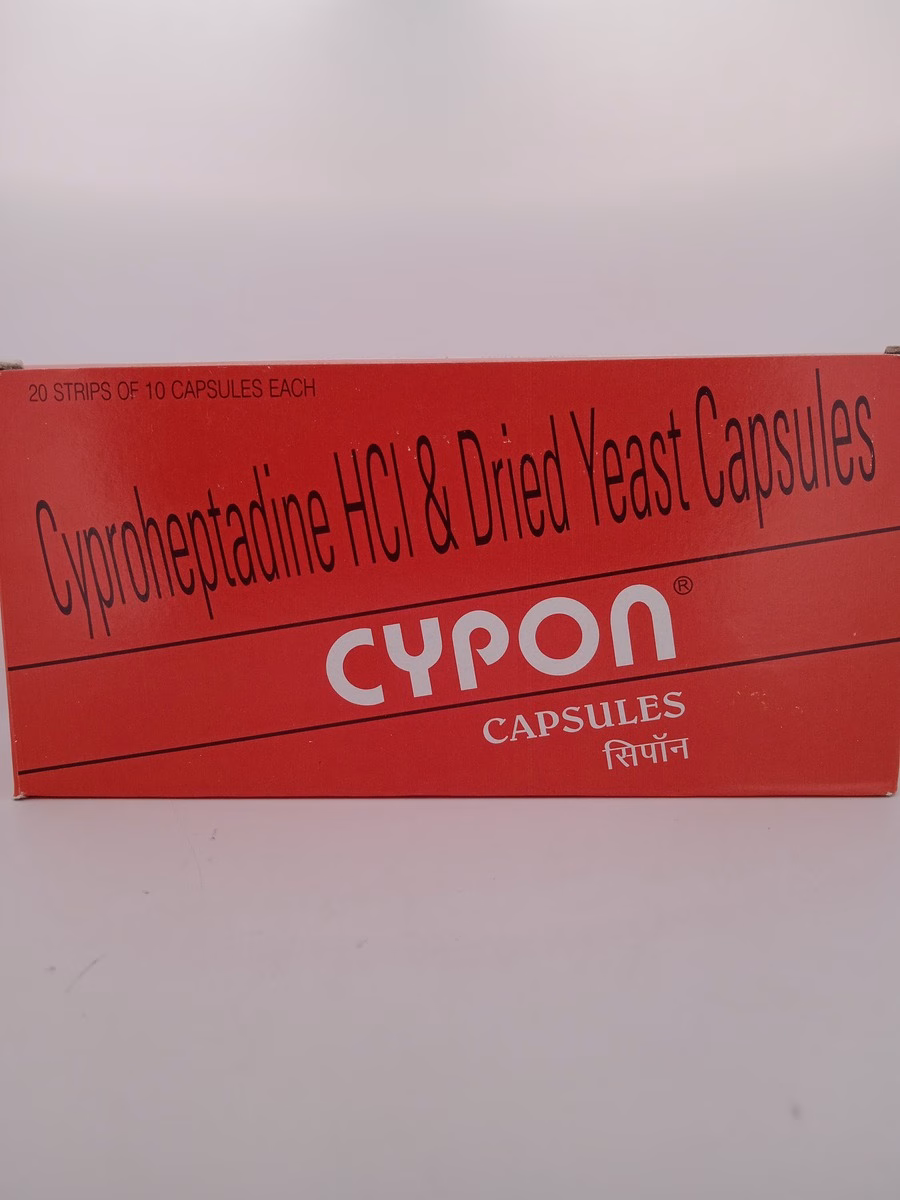 20 STRIPS OF 10 CAPSULES EACH
Cyproheptadine HCl & Dried Yeast Capsules
CYPON®
CAPSULES
सिपॉन